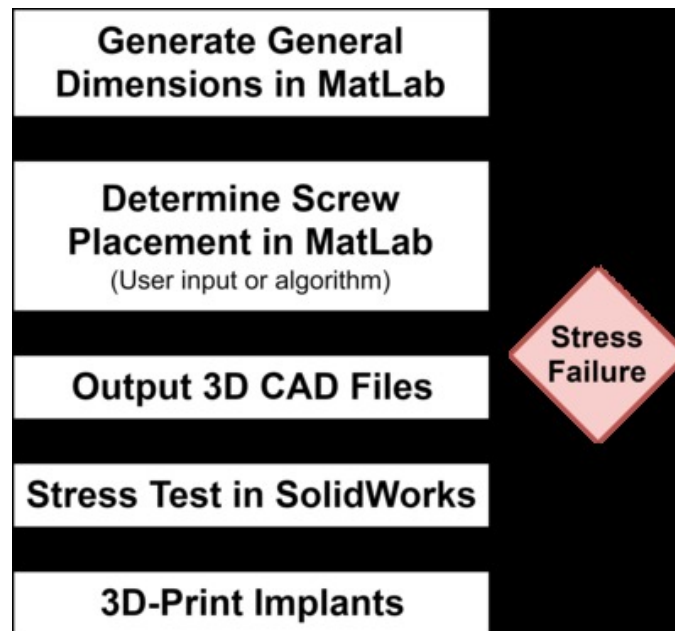 Generate General
Dimensions in MatLab
Determine Screw
Placement in MatLab
(User input or algorithm)
Stress
Failure
Output 3D CAD Files
Stress Test in SolidWorks
3D-Print Implants